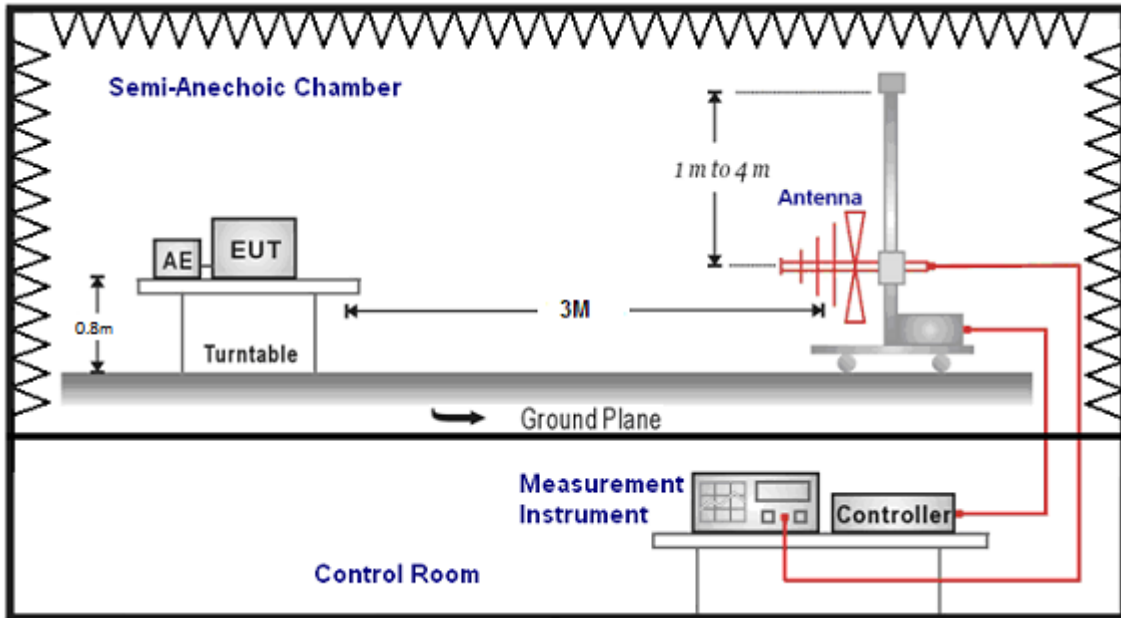 Semi-Anechoic Chamber
1 m to 4 m
Antenna
AE
EUT
3M
0.8m
Turntable
Ground Plane
Measurement
Instrument
Controller
Control Room